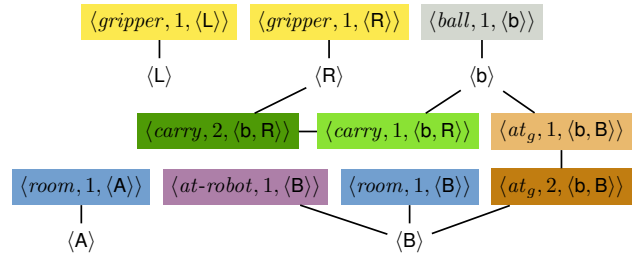 ⟨gripper, 1, ⟨L⟩⟩ ⟨gripper, 1, ⟨R⟩⟩ ⟨ball, 1, ⟨b⟩⟩
⟨L⟩ ⟨R⟩ ⟨b⟩
⟨carry, 2, ⟨b, R⟩⟩ ⟨carry, 1, ⟨b, R⟩⟩ ⟨at_g, 1, ⟨b, B⟩⟩
⟨room, 1, ⟨A⟩⟩ ⟨at-robot, 1, ⟨B⟩⟩ ⟨room, 1, ⟨B⟩⟩ ⟨at_g, 2, ⟨b, B⟩⟩
⟨A⟩ ⟨B⟩